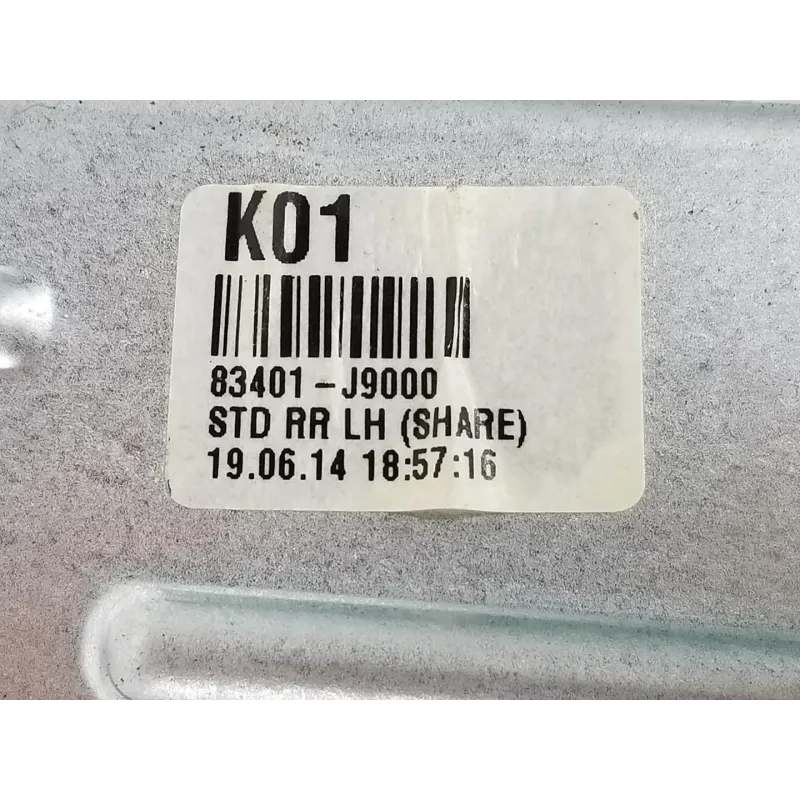 K01
83401-J9000
STD RR LH (SHARE)
19.06.14 18:57:16